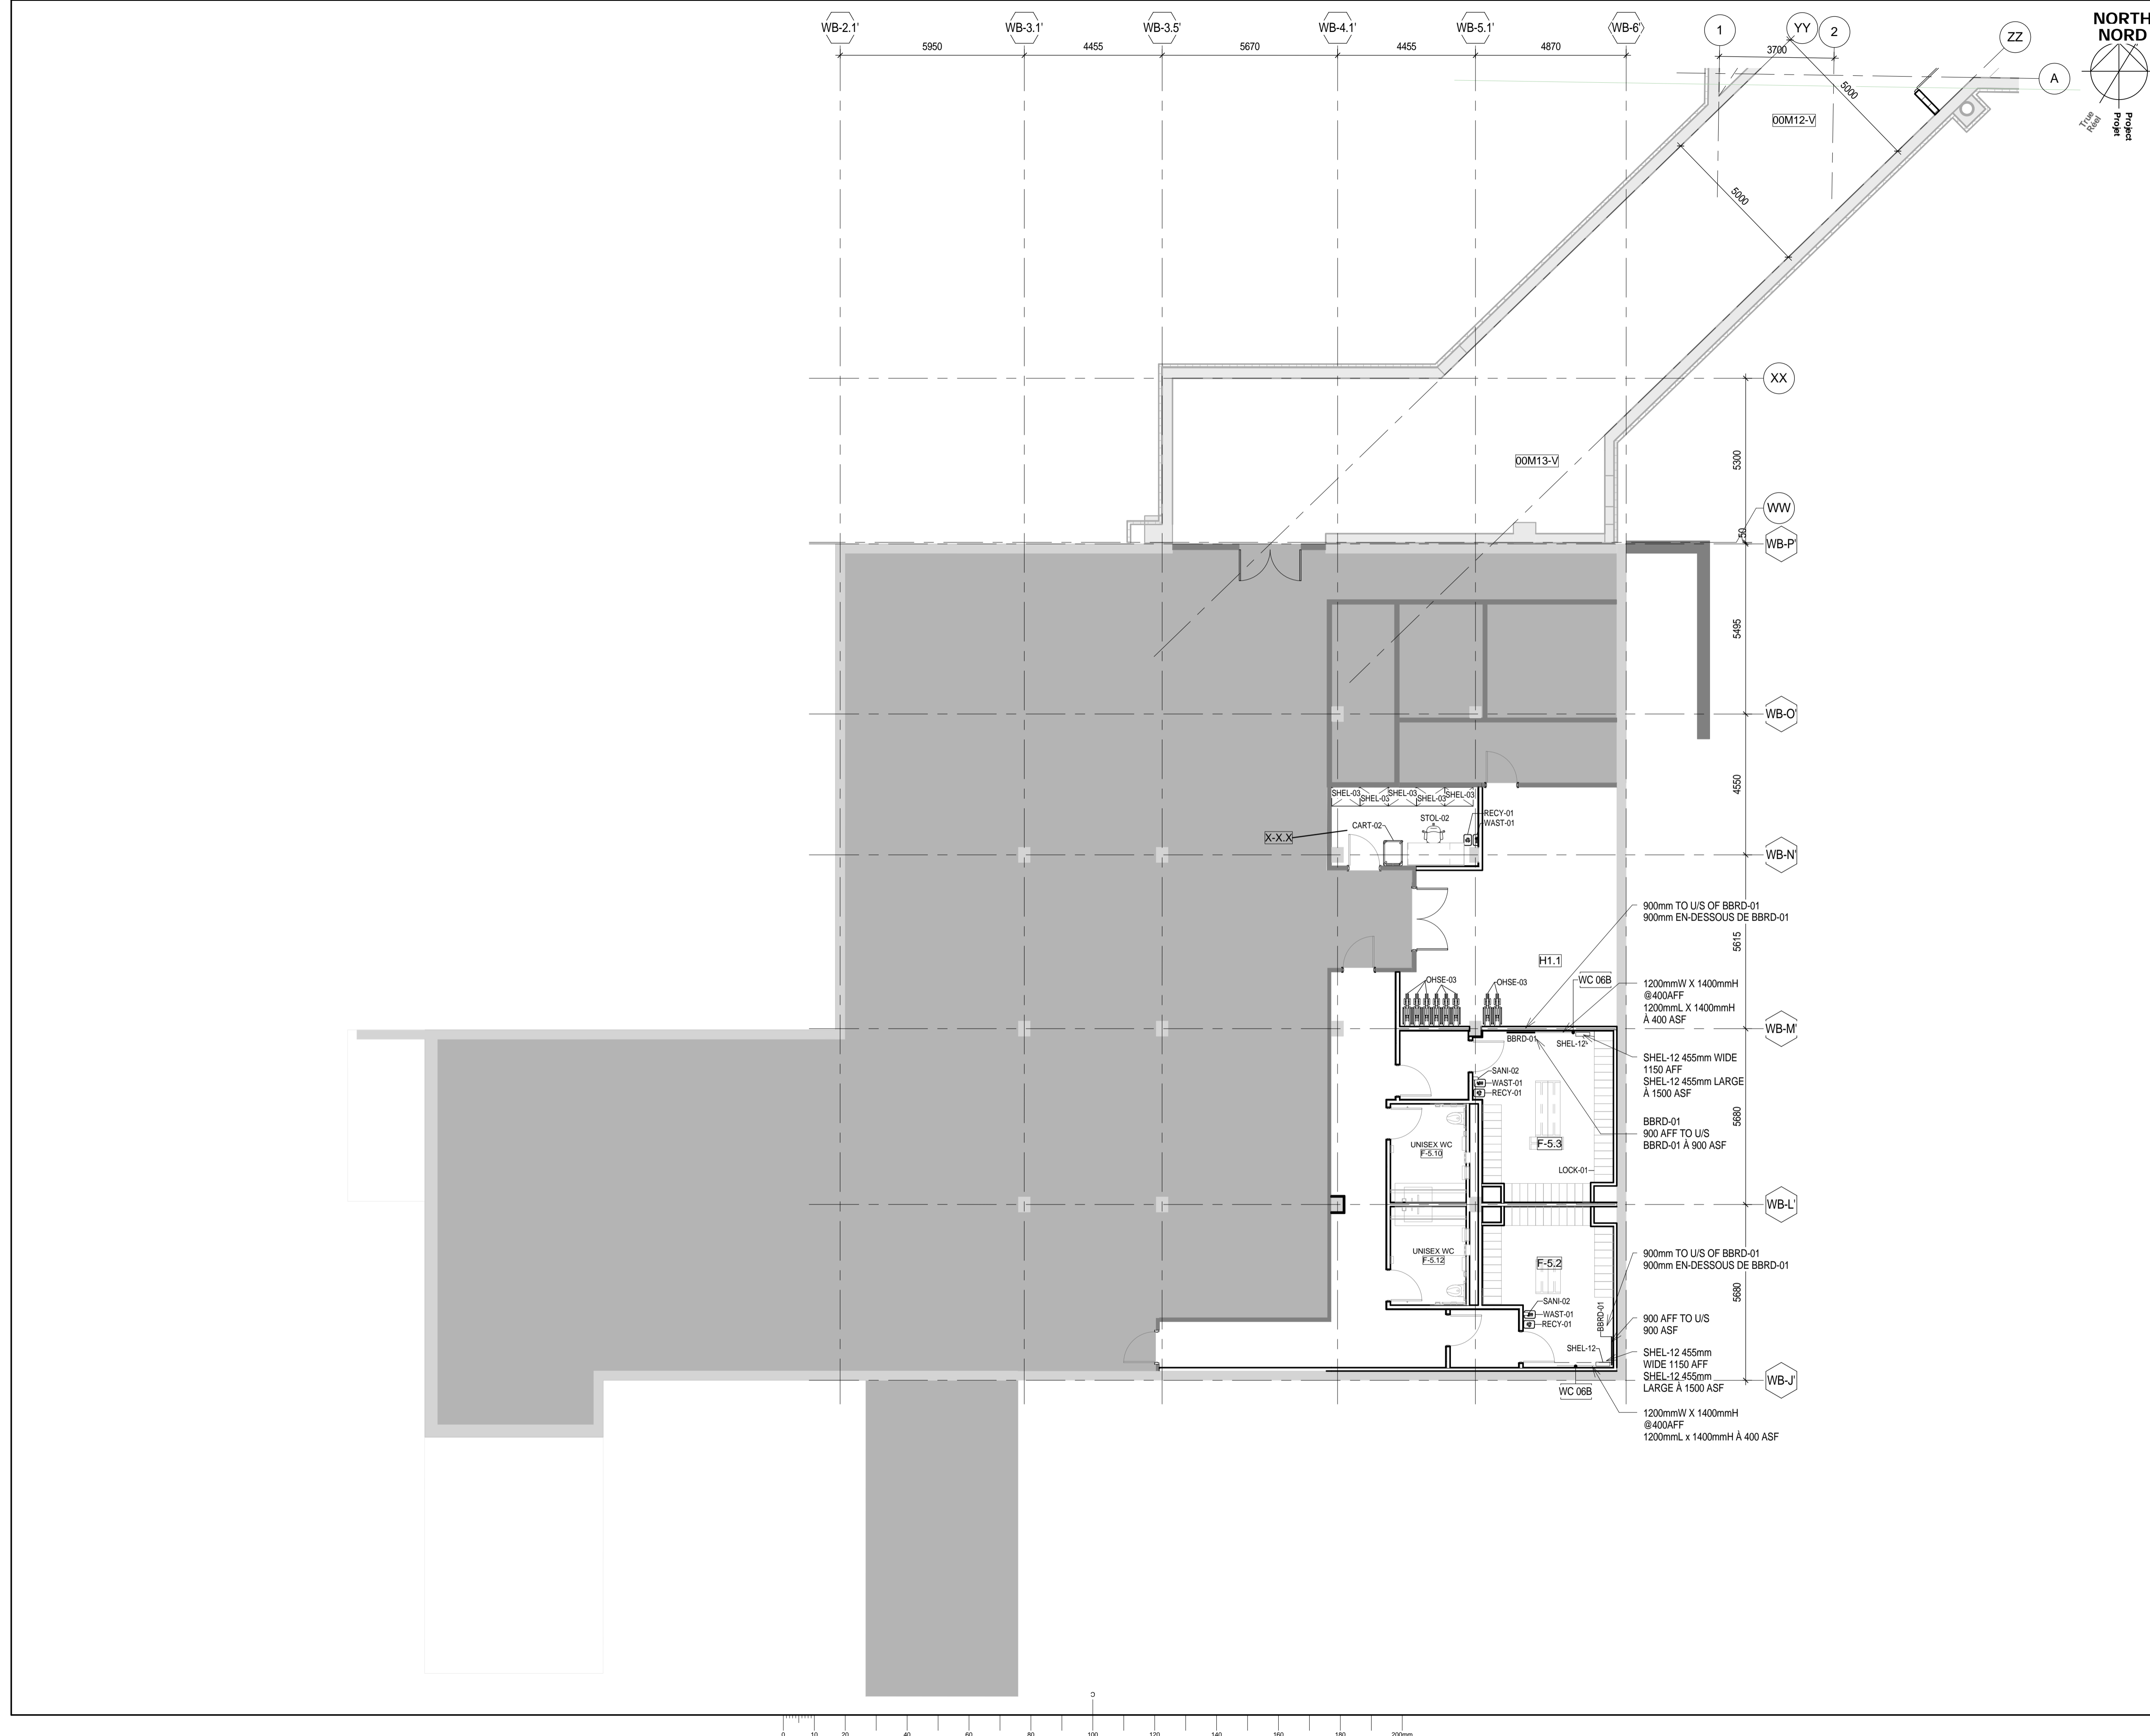 WB-2.1'
WB-3.1'
WB-3.5'
WB-4.1'
WB-5.1'
WB-6'
1
YY
2
ZZ
A
NORTH
NORD
True
Réel
Project
Projet
5950
4455
5670
4455
4870
3700
5000
00M12-V
5000
XX
5300
00M13-V
WW
50
WB-P'
5495
WB-O'
4550
SHEL-03
SHEL-03
SHEL-03
SHEL-03
SHEL-03
RECY-01
WAST-01
STOL-02
CART-02
X-X.X
WB-N'
900mm TO U/S OF BBRD-01
900mm EN-DESSOUS DE BBRD-01
5615
H1.1
WC 06B
OHSE-03
OHSE-03
1200mmW X 1400mmH
@400AFF
1200mmL X 1400mmH
À 400 ASF
WB-M'
BBRD-01
SHEL-12
SHEL-12 455mm WIDE
1150 AFF
SHEL-12 455mm LARGE
À 1500 ASF
SANI-02
WAST-01
RECY-01
5680
BBRD-01
900 AFF TO U/S
BBRD-01 À 900 ASF
UNISEX WC
F-5.10
F-5.3
LOCK-01
WB-L'
UNISEX WC
F-5.12
F-5.2
900mm TO U/S OF BBRD-01
900mm EN-DESSOUS DE BBRD-01
5680
SANI-02
WAST-01
RECY-01
BBRD-01
900 AFF TO U/S
900 ASF
SHEL-12
SHEL-12 455mm
WIDE 1150 AFF
SHEL-12 455mm
LARGE À 1500 ASF
WB-J'
WC 06B
1200mmW X 1400mmH
@400AFF
1200mmL x 1400mmH À 400 ASF
0 10 20 40 60 80 100 120 140 160 180 200mm